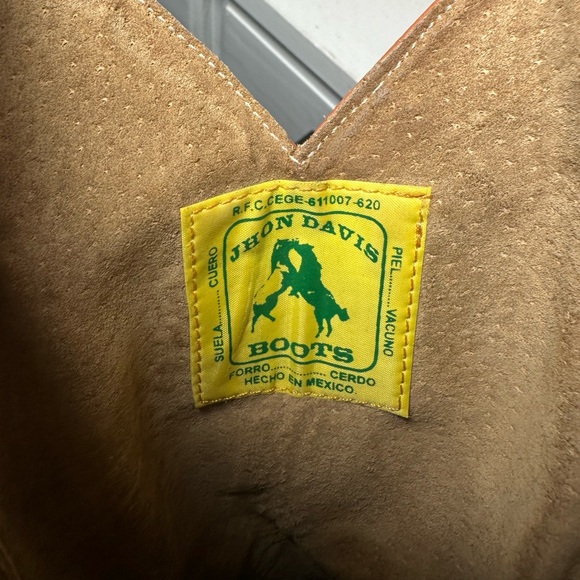 R.F.C. CEGE-611007-620
JHON DAVIS
BOOTS
SUELA......... CUERO
PIEL........... VACUNO
FORRO................... CERDO
HECHO EN MEXICO.